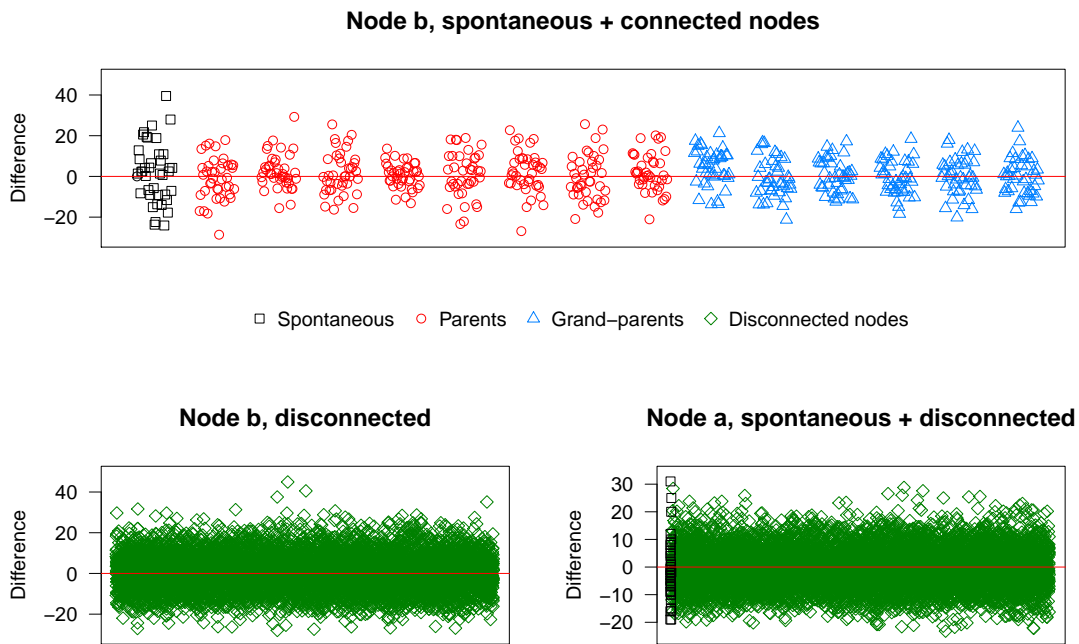 Node b, spontaneous + connected nodes
Difference
40
20
0
−20
Spontaneous Parents Grand−parents Disconnected nodes
Node b, disconnected
Difference
40
20
0
−20
Node a, spontaneous + disconnected
Difference
30
20
10
0
−10
−20